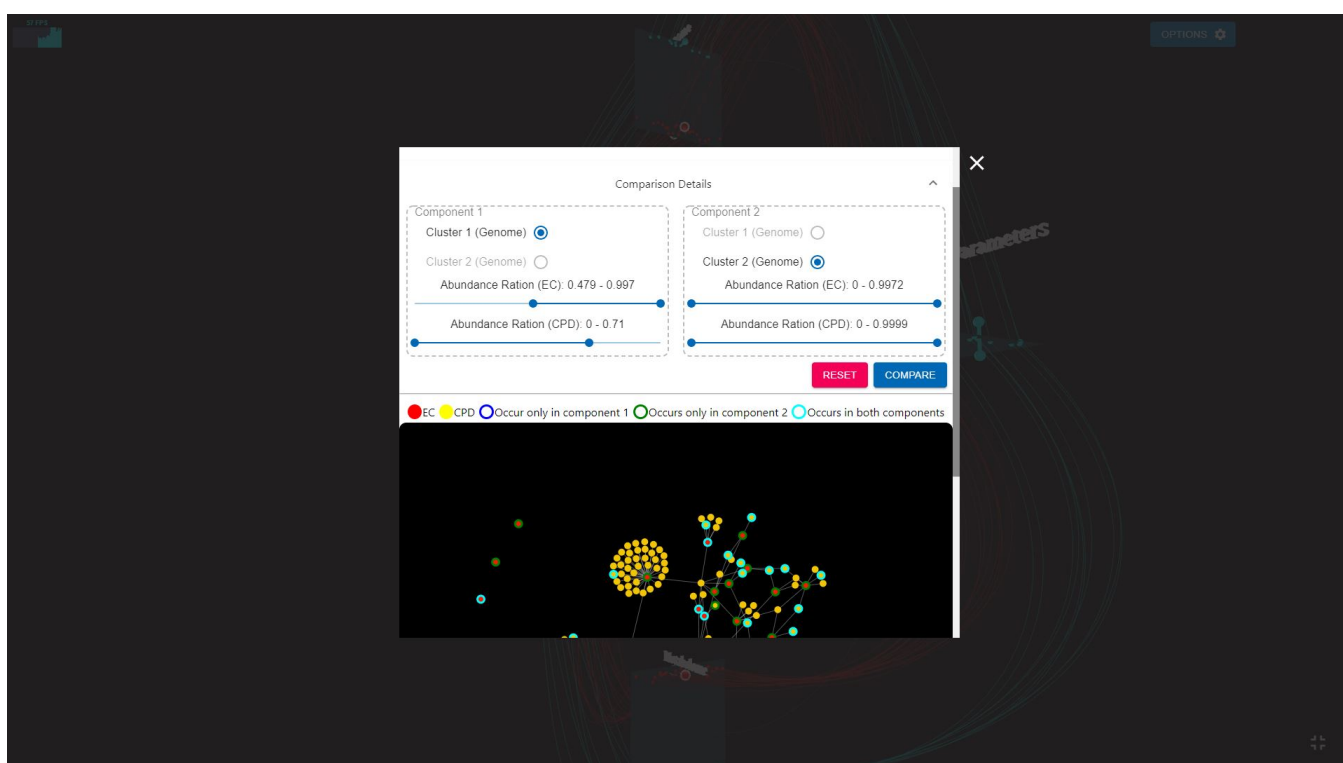 57 FPS
OPTIONS
Comparison Details
Component 1
Cluster 1 (Genome)
Cluster 2 (Genome)
Abundance Ration (EC): 0.479 - 0.997
Abundance Ration (CPD): 0 - 0.71
Component 2
Cluster 1 (Genome)
Cluster 2 (Genome)
Abundance Ration (EC): 0 - 0.9972
Abundance Ration (CPD): 0 - 0.9999
RESET COMPARE
EC CPD Occur only in component 1 Occurs only in component 2 Occurs in both components